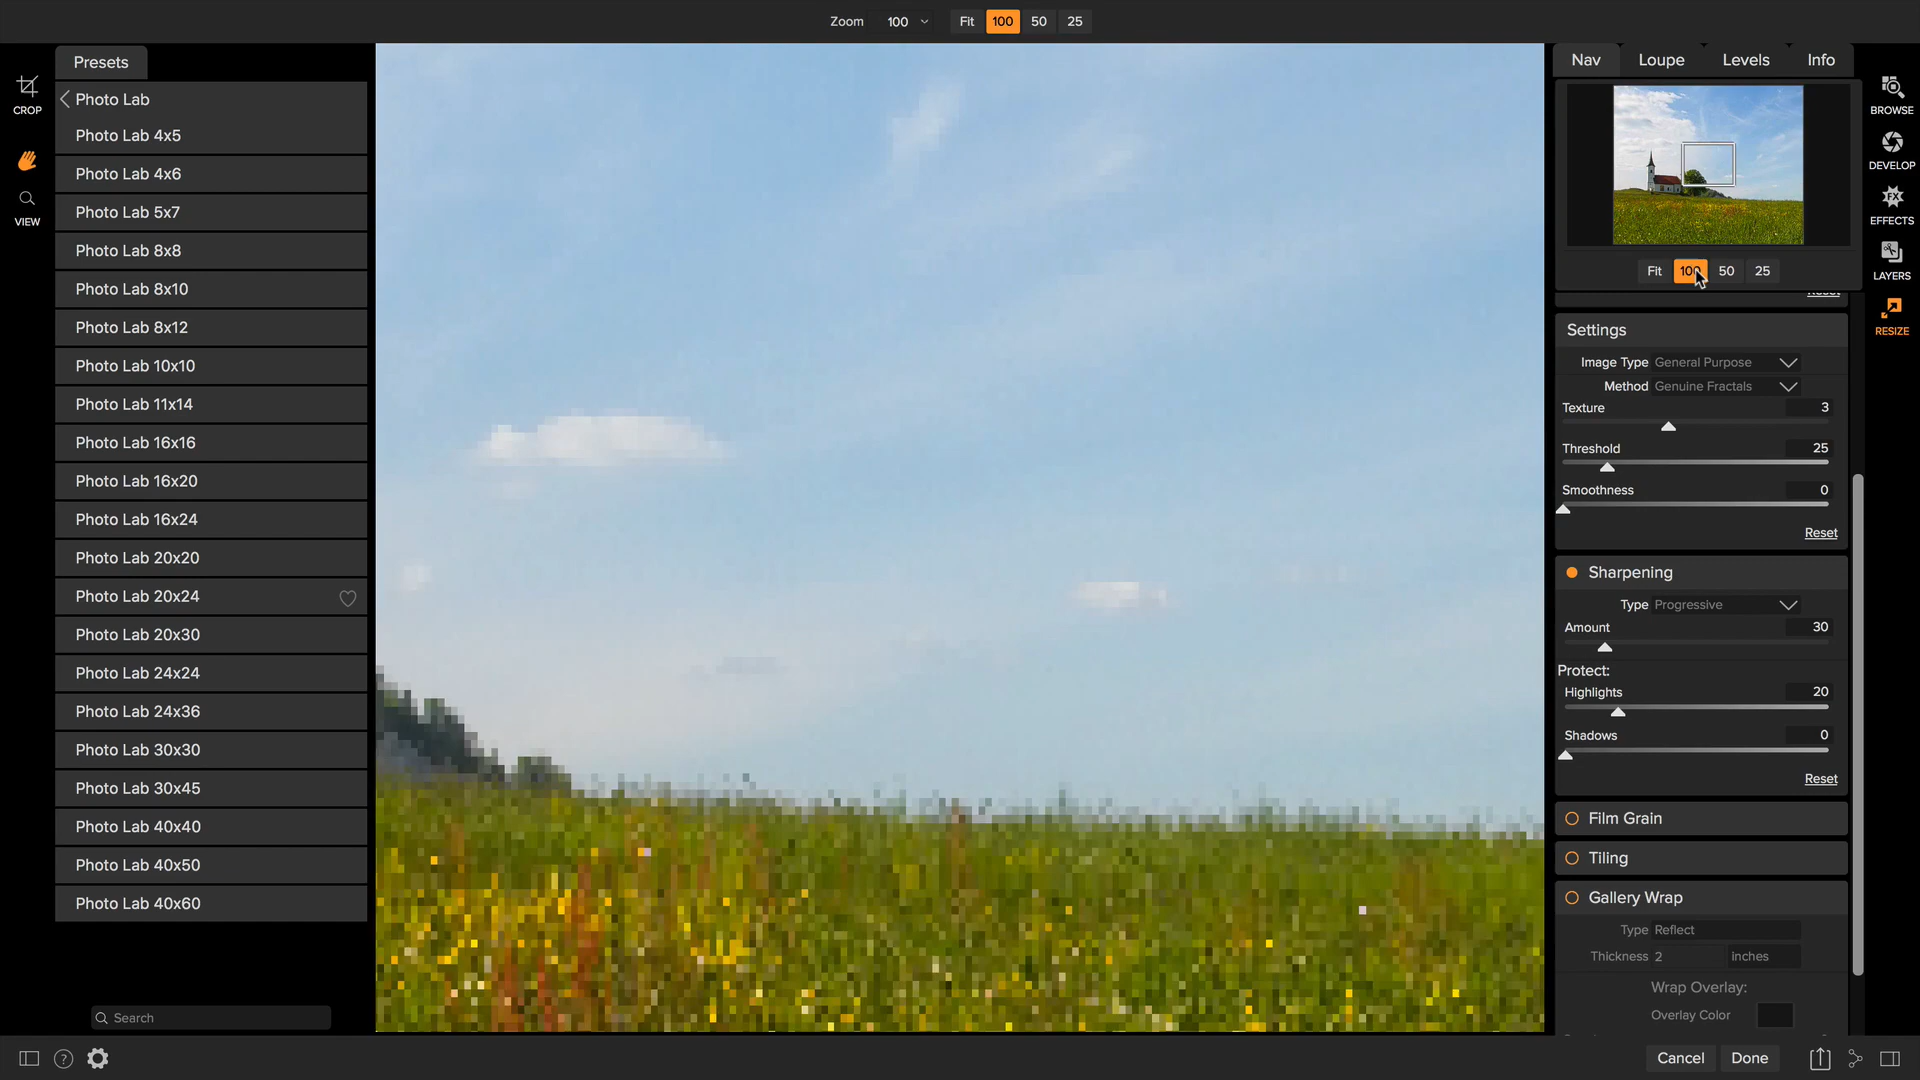 Zoom 100 Fit 100 50 25
CROP
VIEW
Presets
Photo Lab
Photo Lab 4x5
Photo Lab 4x6
Photo Lab 5x7
Photo Lab 8x8
Photo Lab 8x10
Photo Lab 8x12
Photo Lab 10x10
Photo Lab 11x14
Photo Lab 16x16
Photo Lab 16x20
Photo Lab 16x24
Photo Lab 20x20
Photo Lab 20x24
Photo Lab 20x30
Photo Lab 24x24
Photo Lab 24x36
Photo Lab 30x30
Photo Lab 30x45
Photo Lab 40x40
Photo Lab 40x50
Photo Lab 40x60
Search
?
Nav Loupe Levels Info
Fit 100 50 25
Reset
Settings
Image Type General Purpose
Method Genuine Fractals
Texture 3
Threshold 25
Smoothness 0
Reset
Sharpening
Type Progressive
Amount 30
Protect:
Highlights 20
Shadows 0
Reset
Film Grain
Tiling
Gallery Wrap
Type Reflect
Thickness 2 inches
Wrap Overlay:
Overlay Color
Cancel Done
BROWSE
DEVELOP
FX
EFFECTS
LAYERS
RESIZE